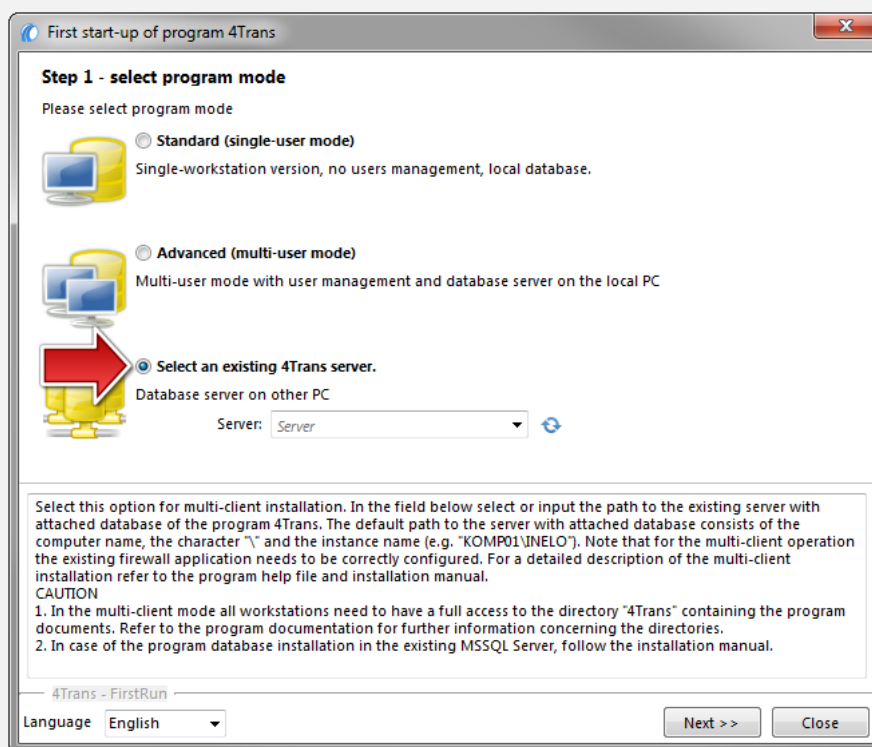 First start-up of program 4Trans
Step 1 - select program mode
Please select program mode
Standard (single-user mode)
Single-workstation version, no users management, local database.
Advanced (multi-user mode)
Multi-user mode with user management and database server on the local PC
Select an existing 4Trans server.
Database server on other PC
Server: Server
Select this option for multi-client installation. In the field below select or input the path to the existing server with
attached database of the program 4Trans. The default path to the server with attached database consists of the
computer name, the character "\" and the instance name (e.g. "KOMP01\INELO"). Note that for the multi-client operation
the existing firewall application needs to be correctly configured. For a detailed description of the multi-client
installation refer to the program help file and installation manual.
CAUTION
1. In the multi-client mode all workstations need to have a full access to the directory "4Trans" containing the program
documents. Refer to the program documentation for further information concerning the directories.
2. In case of the program database installation in the existing MSSQL Server, follow the installation manual.
4Trans - FirstRun
Language English Next >> Close